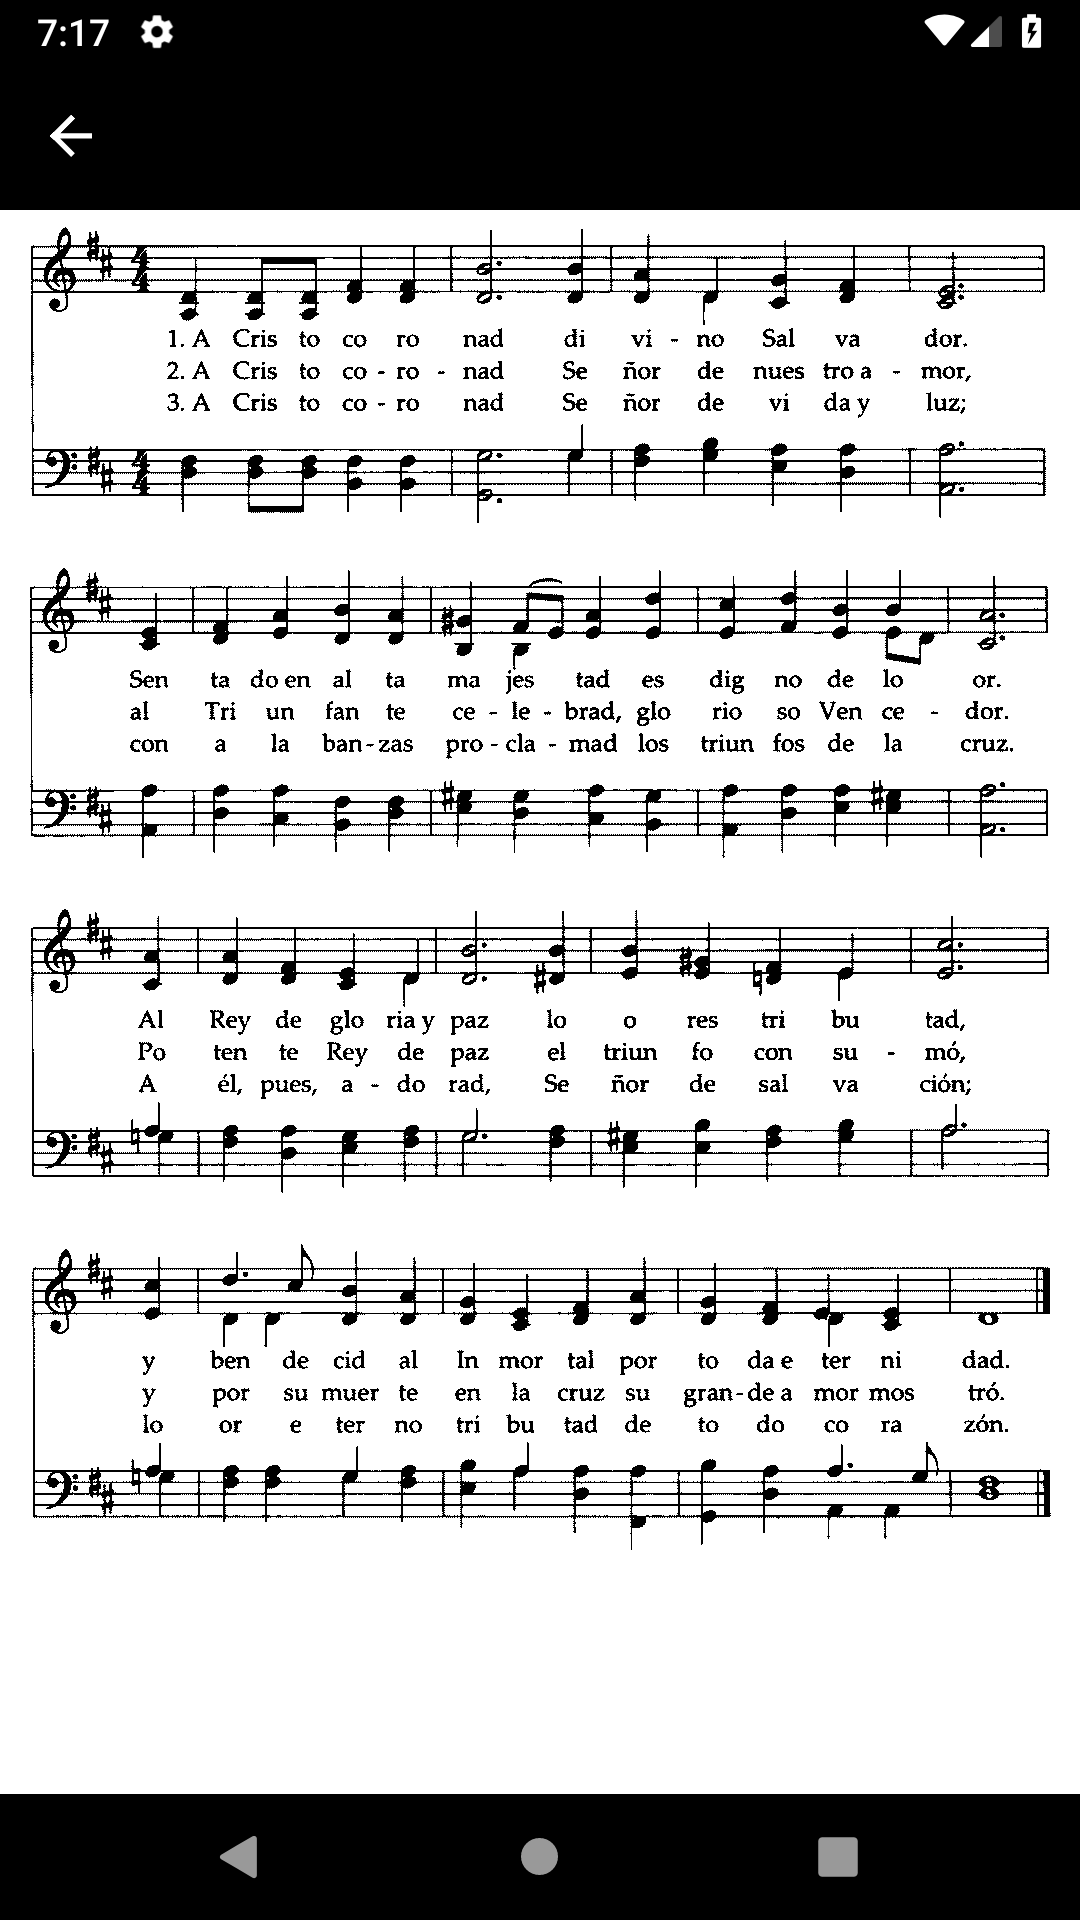 7:17
1. A Cris to co ro nad di vi - no Sal va dor.
2. A Cris to co - ro - nad Se ñor de nues tro a - mor,
3. A Cris to co - ro nad Se ñor de vi da y luz;
Sen ta do en al ta ma jes tad es dig no de lo or.
al Tri un fan te ce - le - brad, glo rio so Ven ce - dor.
con a la ban - zas pro - cla - mad los triun fos de la cruz.
Al Rey de glo ria y paz lo o res tri bu tad,
Po ten te Rey de paz el triun fo con su - mó,
A él, pues, a - do rad, Se ñor de sal va ción;
y ben de cid al In mor tal por to da e ter ni dad.
y por su muer te en la cruz su gran - de a mor mos tró.
lo or e ter no tri bu tad de to do co ra zón.